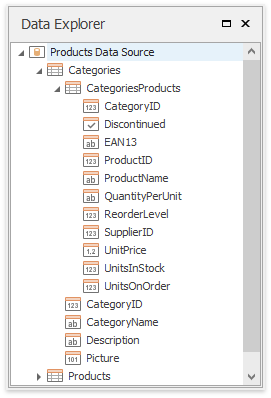 Data Explorer
Products Data Source
Categories
CategoriesProducts
123 CategoryID
Discontinued
ab EAN13
123 ProductID
ab ProductName
ab QuantityPerUnit
123 ReorderLevel
123 SupplierID
1,2 UnitPrice
123 UnitsInStock
123 UnitsOnOrder
123 CategoryID
ab CategoryName
ab Description
101 Picture
Products